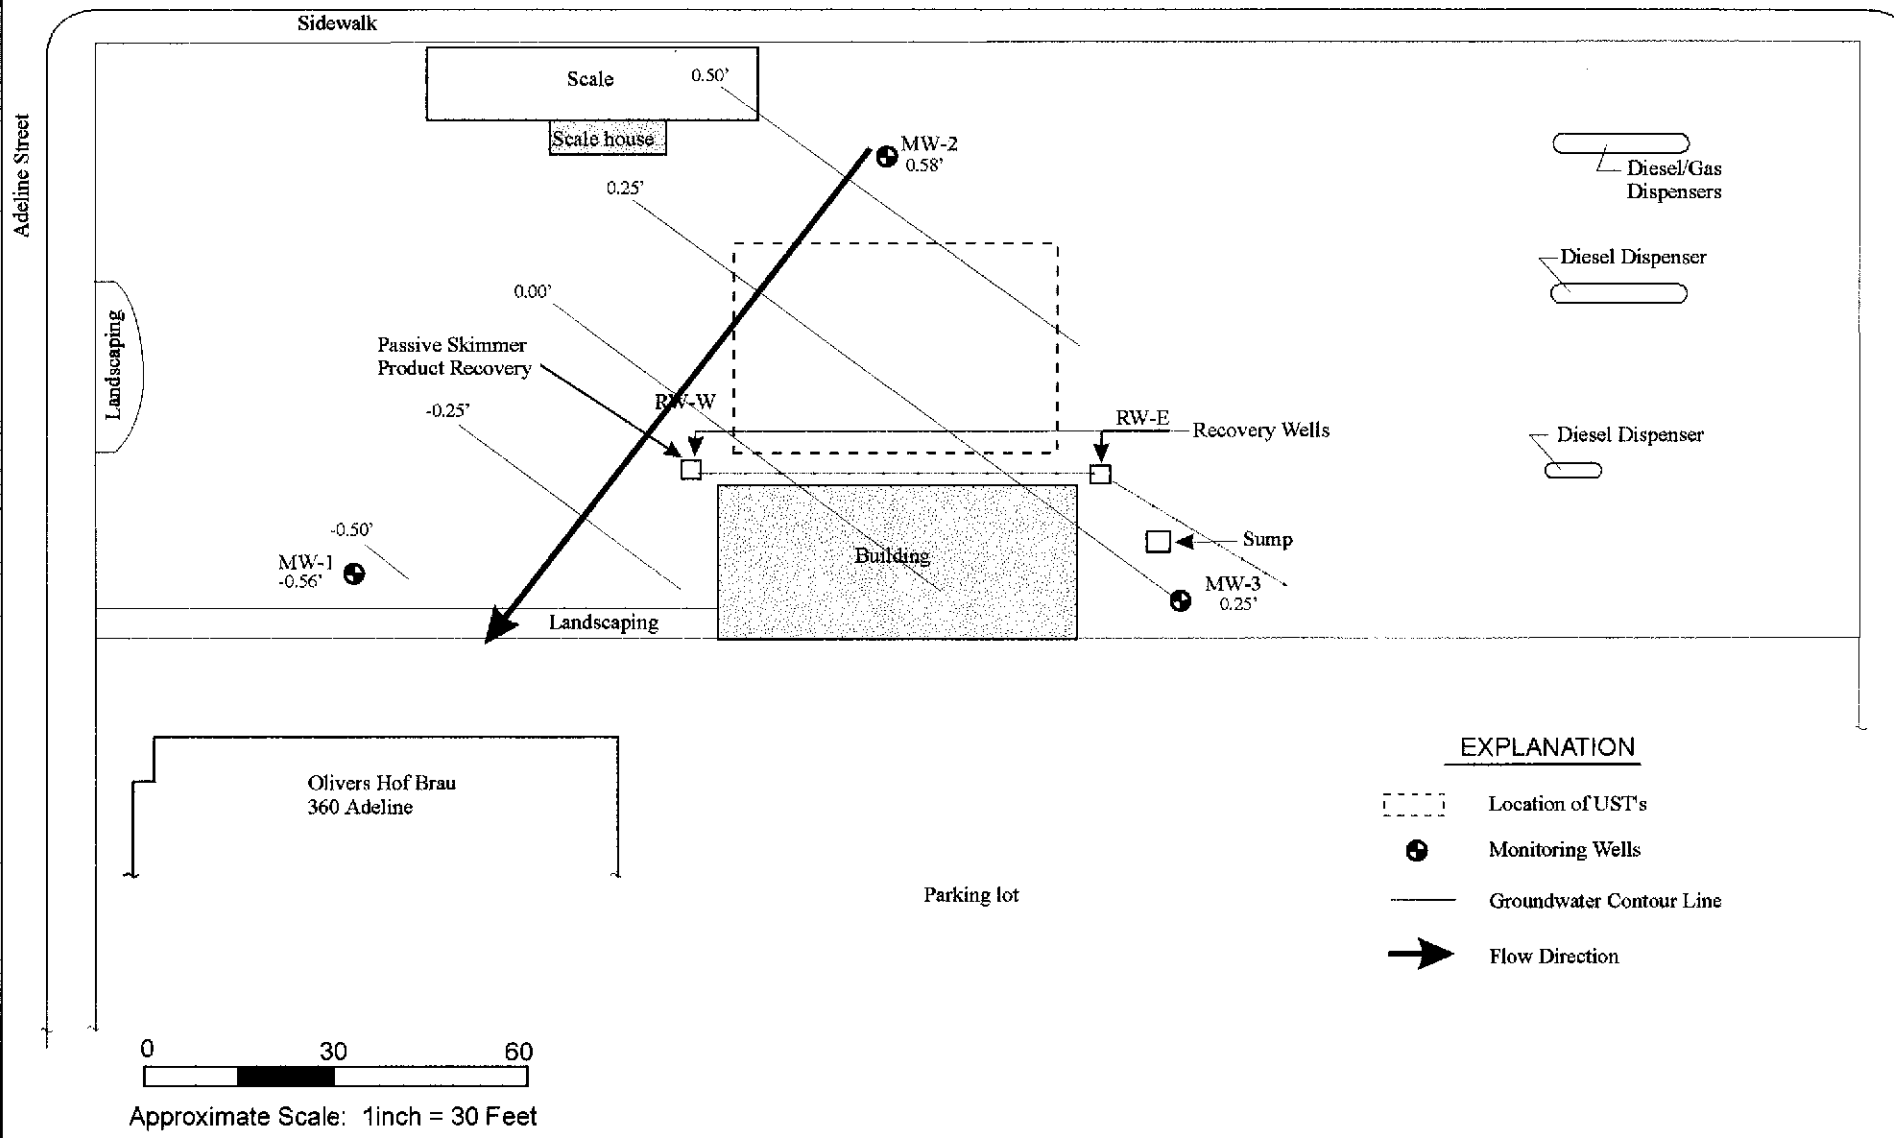 Sidewalk
Adeline Street
Scale
0.50'
Scale house
MW-2
0.58'
0.25'
Diesel/Gas
Dispensers
Diesel Dispenser
0.00'
Landscaping
Passive Skimmer
Product Recovery
-0.25'
RW-W
RW-E
Recovery Wells
Diesel Dispenser
-0.50'
MW-1
-0.56'
Building
Sump
MW-3
0.25'
Landscaping
Olivers Hof Brau
360 Adeline
Parking lot
EXPLANATION
Location of UST's
Monitoring Wells
Groundwater Contour Line
Flow Direction
0 30 60
Approximate Scale: 1inch = 30 Feet